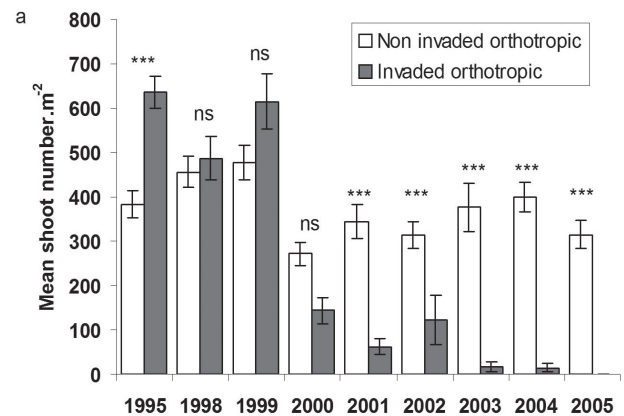 a
Mean shoot number.m-2
800
700
600
500
400
300
200
100
0
Non invaded orthotropic
Invaded orthotropic
***
ns
ns
ns
***
***
***
***
***
1995 1998 1999 2000 2001 2002 2003 2004 2005